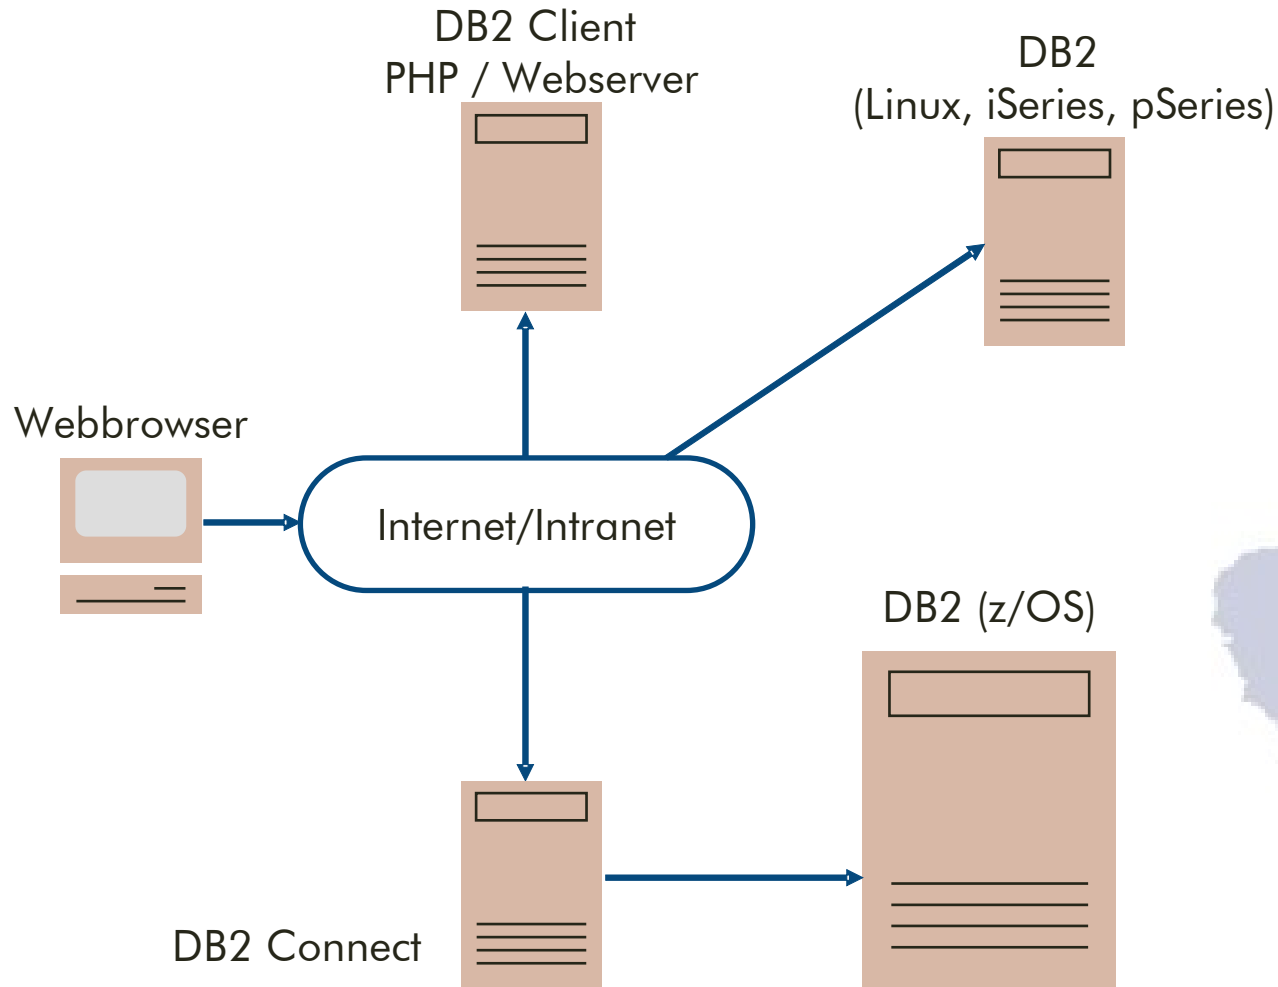 DB2 Client
PHP / Webserver
DB2
(Linux, iSeries, pSeries)
Webbrowser
Internet/Intranet
DB2 (z/OS)
DB2 Connect